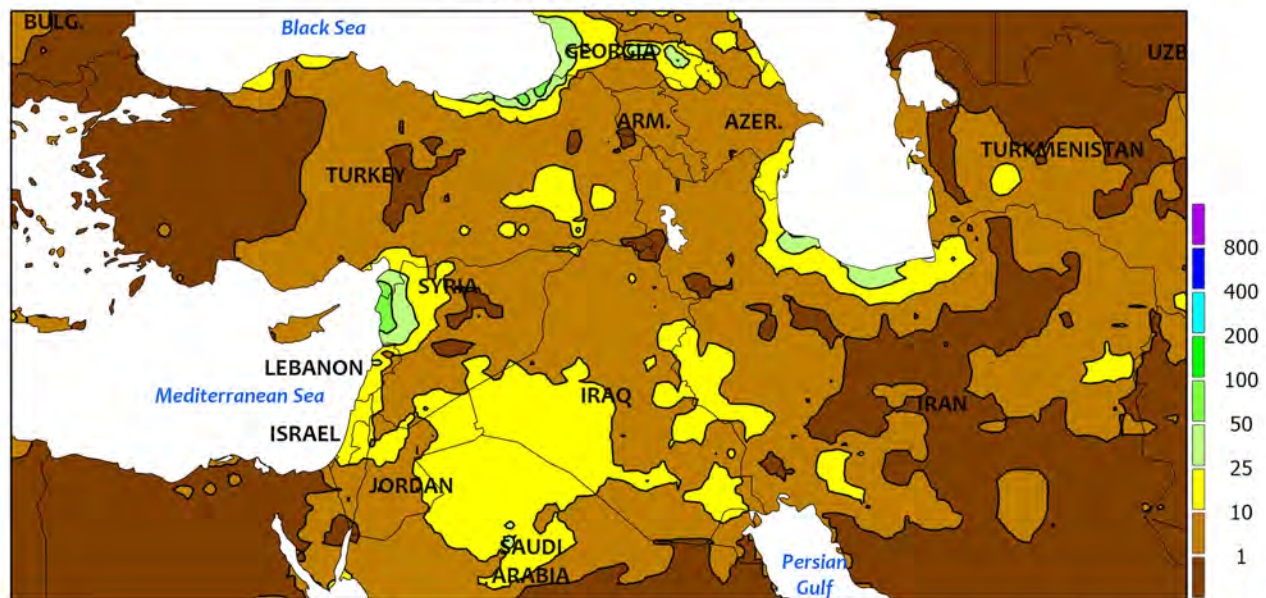 BULG.
Black Sea
GEORGIA
UZB
ARM.
AZER.
TURKMENISTAN
TURKEY
SYRIA
LEBANON
Mediterranean Sea
IRAQ
IRAN
ISRAEL
JORDAN
SAUDI
ARABIA
Persian
Gulf
800
400
200
100
50
25
10
1